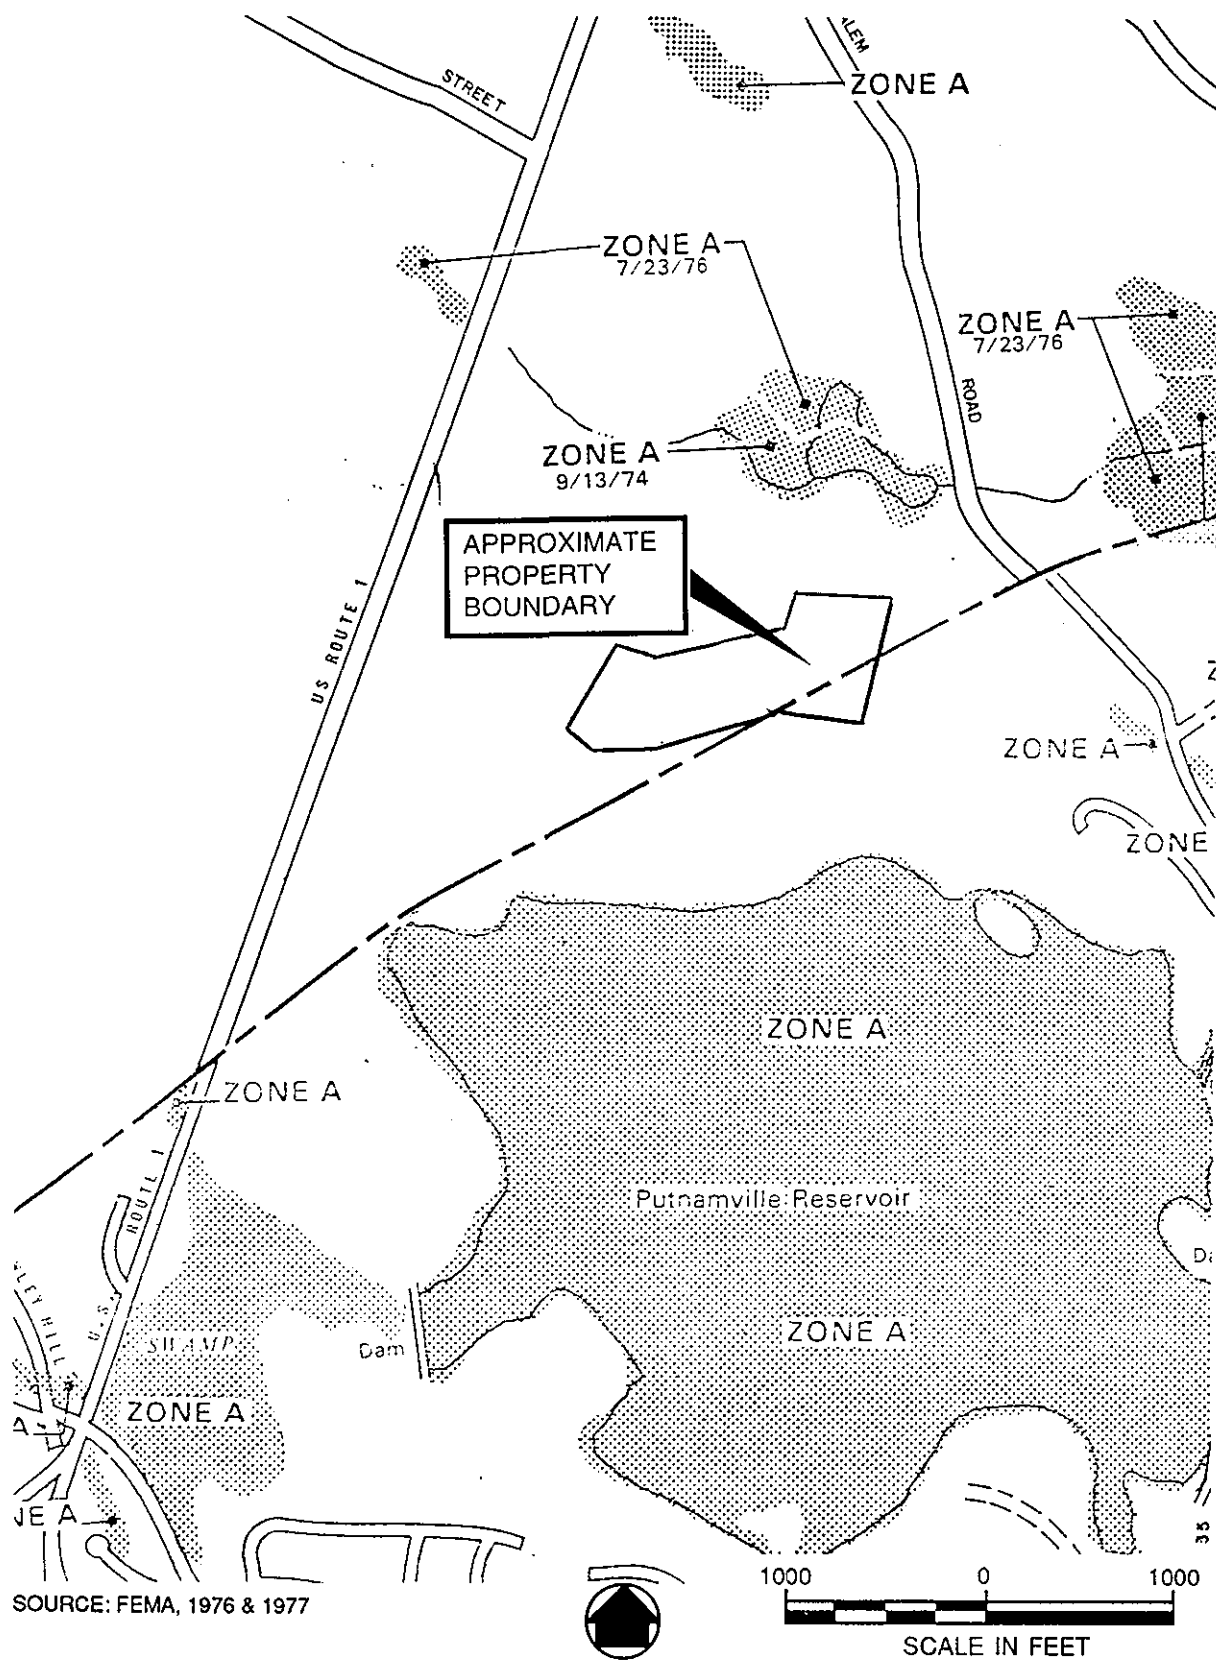 STREET
ZONE A
ZONE A
7/23/76
ZONE A
7/23/76
ROAD
ZONE A
9/13/74
APPROXIMATE
PROPERTY
BOUNDARY
US ROUTE 1
ZONE A
ZONE
ZONE A
ZONE A
Putnamville Reservoir
U.S. ROUTE 1
SWAMP
Dam
ZONE A
ZONE A
A
35
SOURCE: FEMA, 1976 & 1977
1000 0 1000
SCALE IN FEET